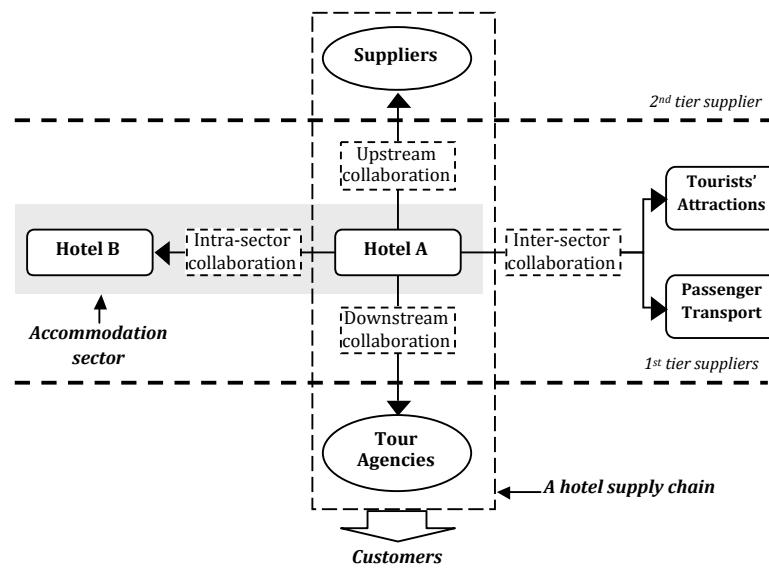 Suppliers
2nd tier supplier
Upstream
collaboration
Tourists’
Attractions
Hotel B
Intra-sector
collaboration
Hotel A
Inter-sector
collaboration
Passenger
Transport
Downstream
collaboration
Accommodation
sector
1st tier suppliers
Tour
Agencies
A hotel supply chain
Customers